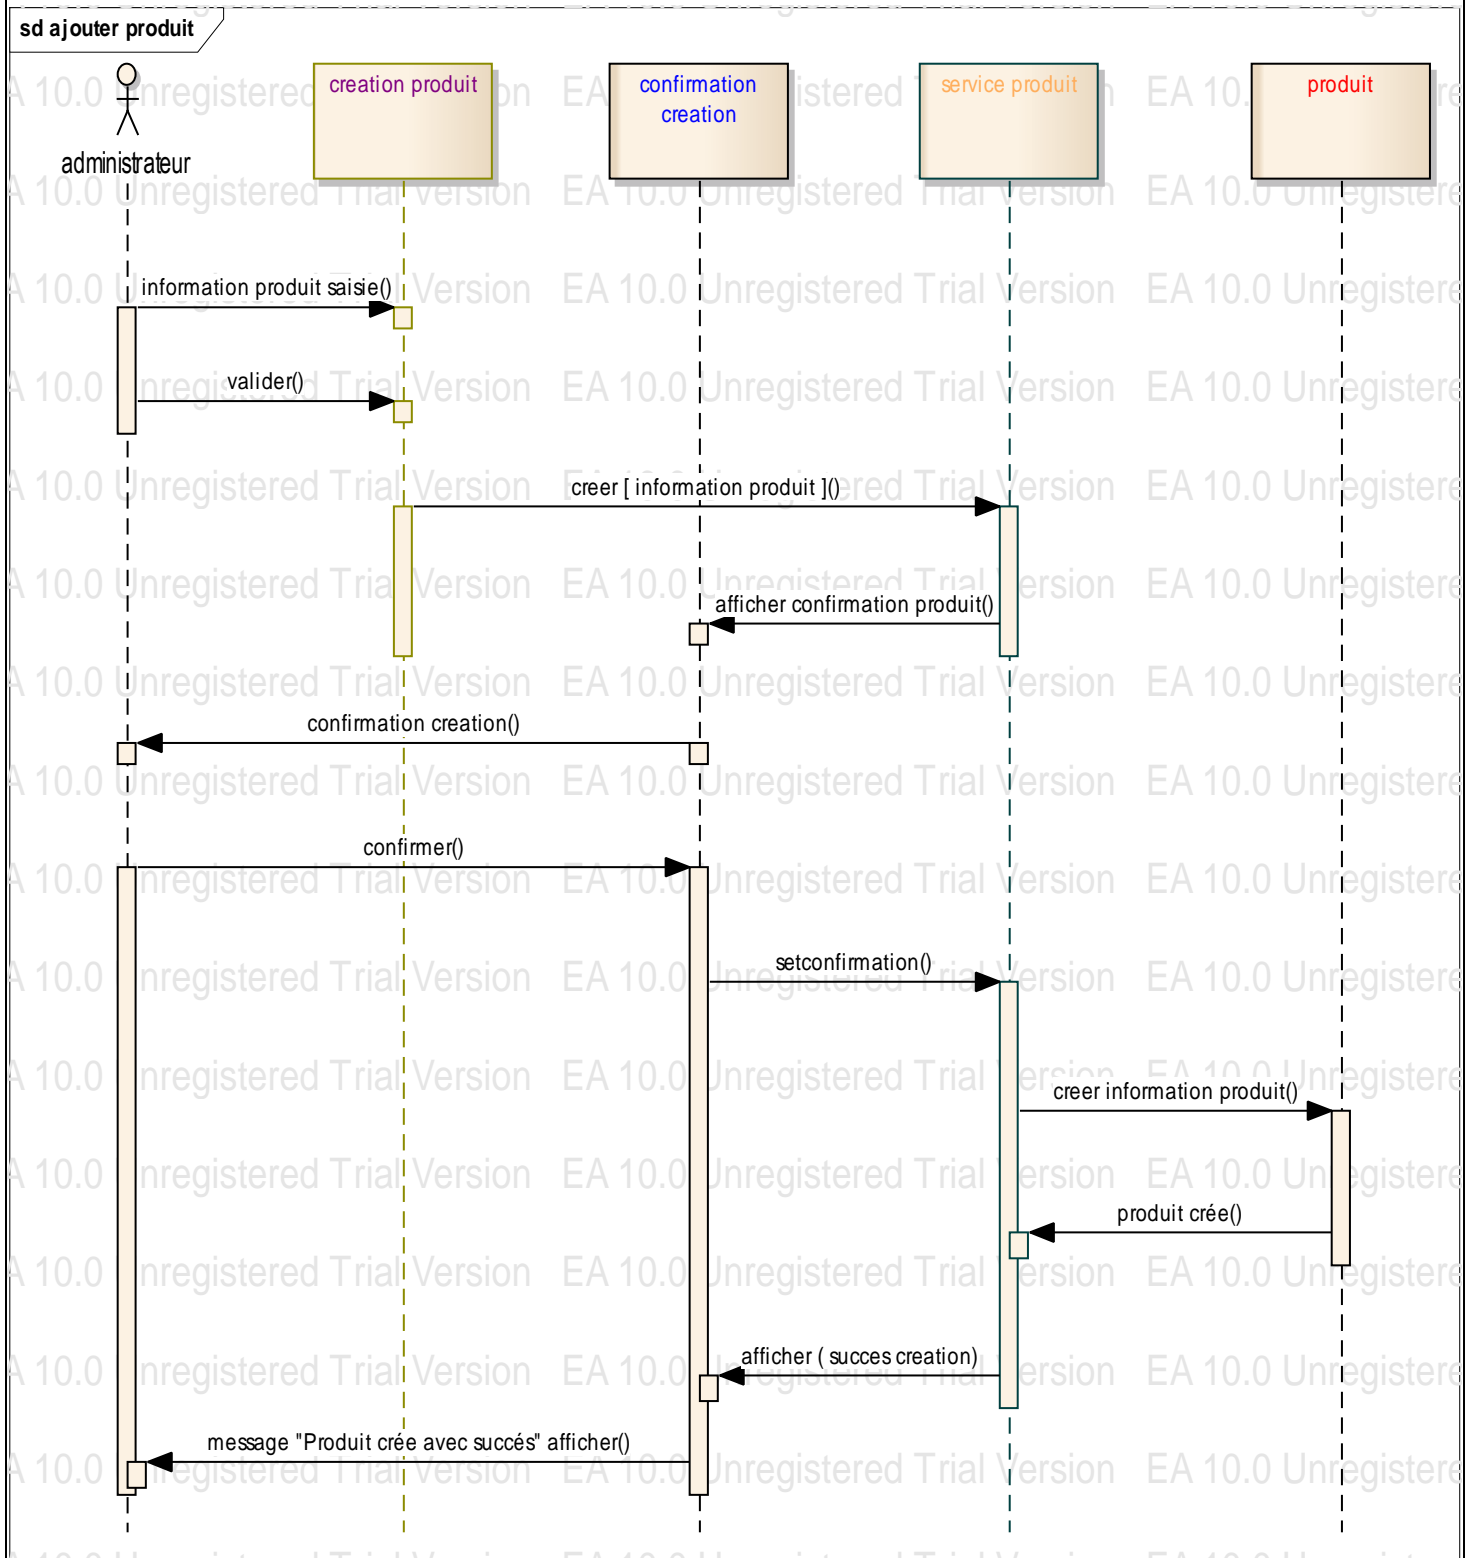 sd ajouter produit
administrateur
creation produit
confirmation
creation
service produit
produit
information produit saisie()
valider()
creer [ information produit ]()
afficher confirmation produit()
confirmation creation()
confirmer()
setconfirmation()
creer information produit()
produit crée()
afficher ( succes creation)
message "Produit crée avec succés" afficher()
EA 10.0 Unregistered Trial Version